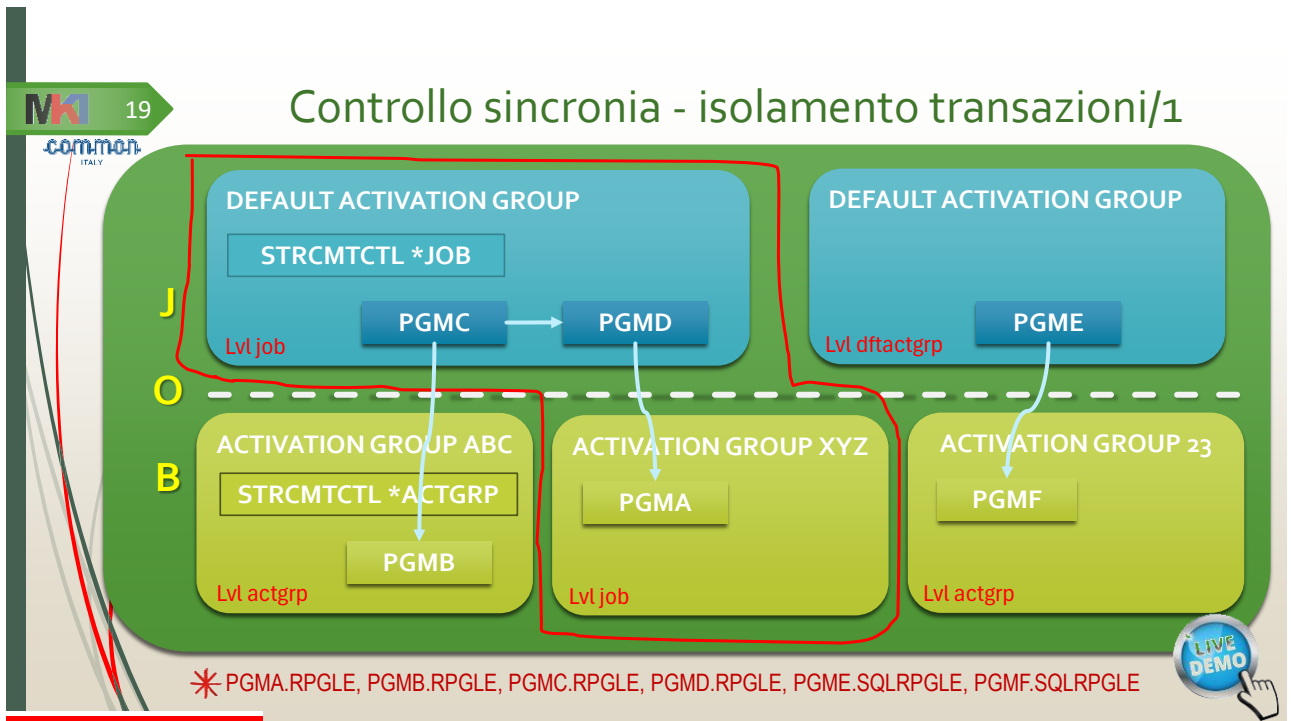 MKI
19
Controllo sincronia - isolamento transazioni/1
common
ITALY
DEFAULT ACTIVATION GROUP
STRCMTCTL *JOB
PGMC
PGMD
Lvl job
DEFAULT ACTIVATION GROUP
PGME
Lvl dftactgrp
J
O
B
ACTIVATION GROUP ABC
STRCMTCTL *ACTGRP
PGMB
Lvl actgrp
ACTIVATION GROUP XYZ
PGMA
Lvl job
ACTIVATION GROUP 23
PGMF
Lvl actgrp
LIVE
DEMO
PGMA.RPGLE, PGMB.RPGLE, PGMC.RPGLE, PGMD.RPGLE, PGME.SQLRPGLE, PGMF.SQLRPGLE